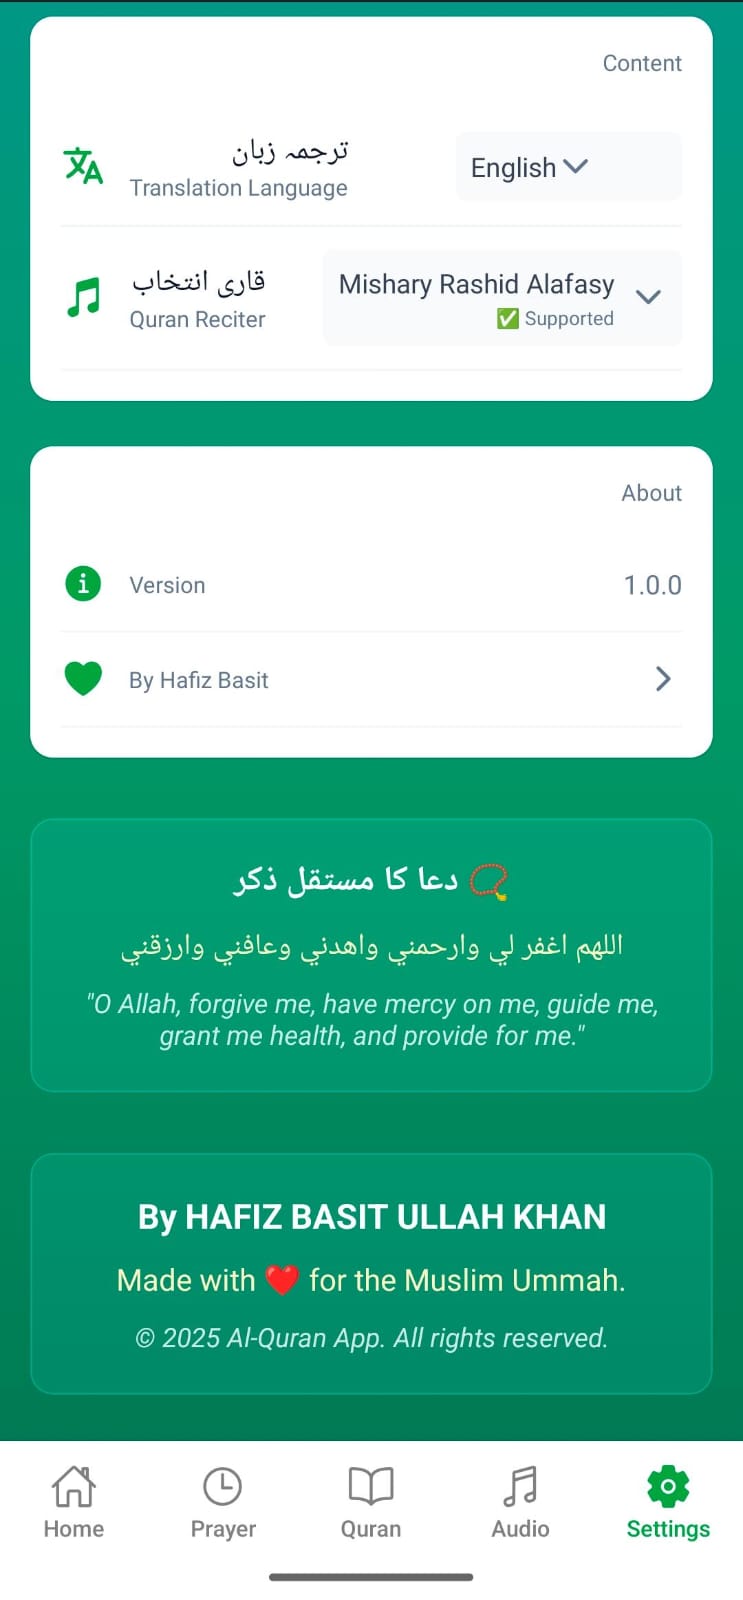 Content
ترجمہ زبان
Translation Language
English
قاری انتخاب
Quran Reciter
Mishary Rashid Alafasy
✅ Supported
About
Version
1.0.0
By Hafiz Basit
📿 دعا کا مستقل ذکر
اللهم اغفر لي وارحمني واهدني وعافني وارزقني
"O Allah, forgive me, have mercy on me, guide me,
grant me health, and provide for me."
By HAFIZ BASIT ULLAH KHAN
Made with ❤️ for the Muslim Ummah.
© 2025 Al-Quran App. All rights reserved.
Home
Prayer
Quran
Audio
Settings